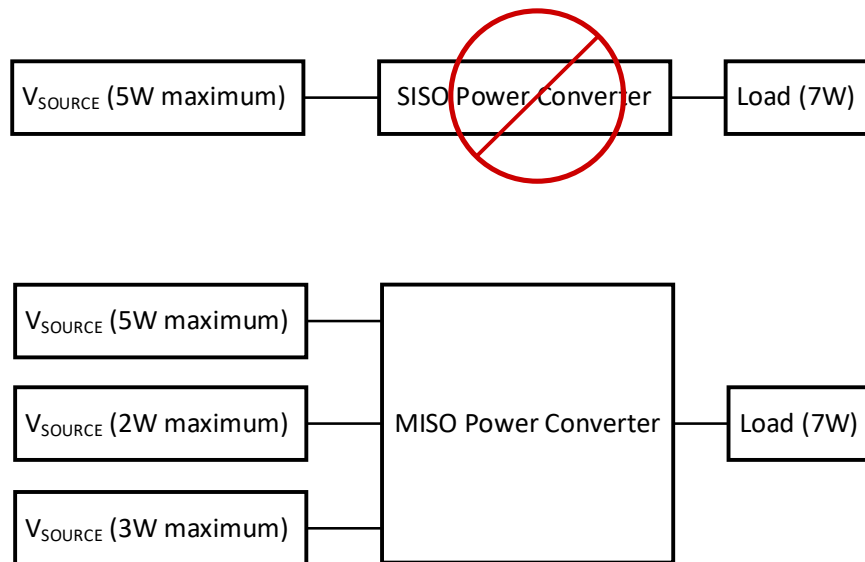 VSOURCE (5W maximum)
SISO Power Converter
Load (7W)
VSOURCE (5W maximum)
VSOURCE (2W maximum)
MISO Power Converter
Load (7W)
VSOURCE (3W maximum)